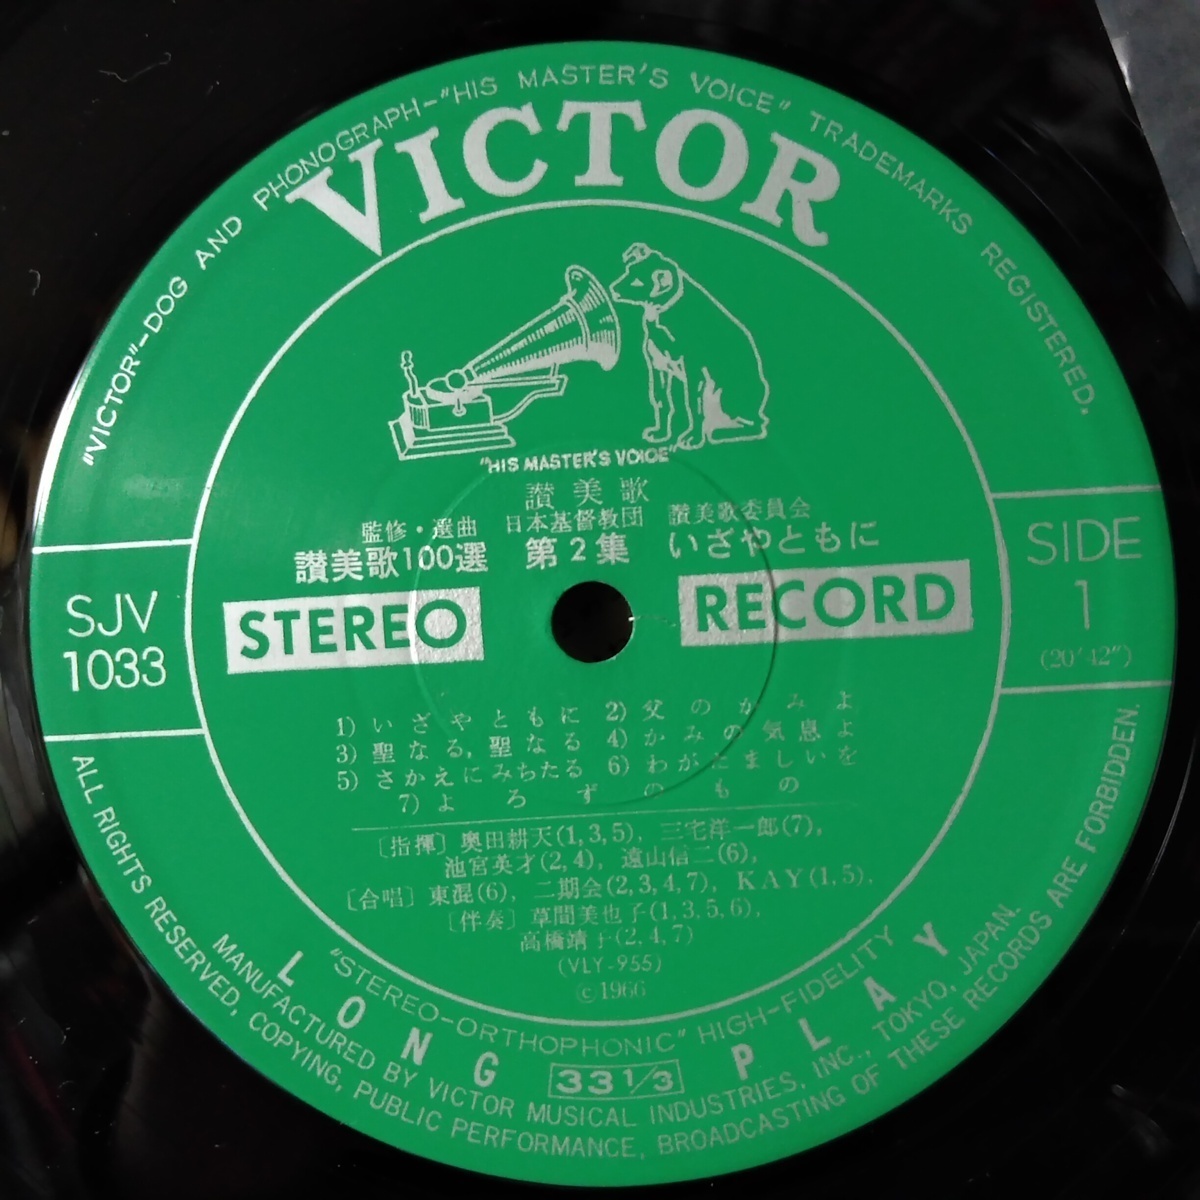 "VICTOR"–DOG AND PHONOGRAPH–"HIS MASTER'S VOICE" TRADEMARKS REGISTERED.
VICTOR
"HIS MASTER'S VOICE"
讃美歌
監修・選曲 日本基督教団 讃美歌委員会
讃美歌100選 第2集 いざやともに
SJV
1033
STEREO RECORD
SIDE
1
(20′42″)
1) いざやともに 2) 父のかみよ
3) 聖なる,聖なる 4) かみの気息よ
5) さかえにみちたる 6) わがたましいを
7) よろずのもの
〔指揮〕奥田耕天(1,3,5), 三宅洋一郎(7),
池宮英才(2,4), 遠山信二(6),
〔合唱〕東混(6), 二期会(2,3,4,7), KAY(1,5),
〔伴奏〕草間美也子(1,3,5,6),
高橋靖子(2,4,7)
(VLY-955)
©1966
"STEREO-ORTHOPHONIC" HIGH-FIDELITY
LONG PLAY
33 1/3
MANUFACTURED BY VICTOR MUSICAL INDUSTRIES, INC., TOKYO, JAPAN.
ALL RIGHTS RESERVED, COPYING, PUBLIC PERFORMANCE, BROADCASTING OF THESE RECORDS ARE FORBIDDEN.